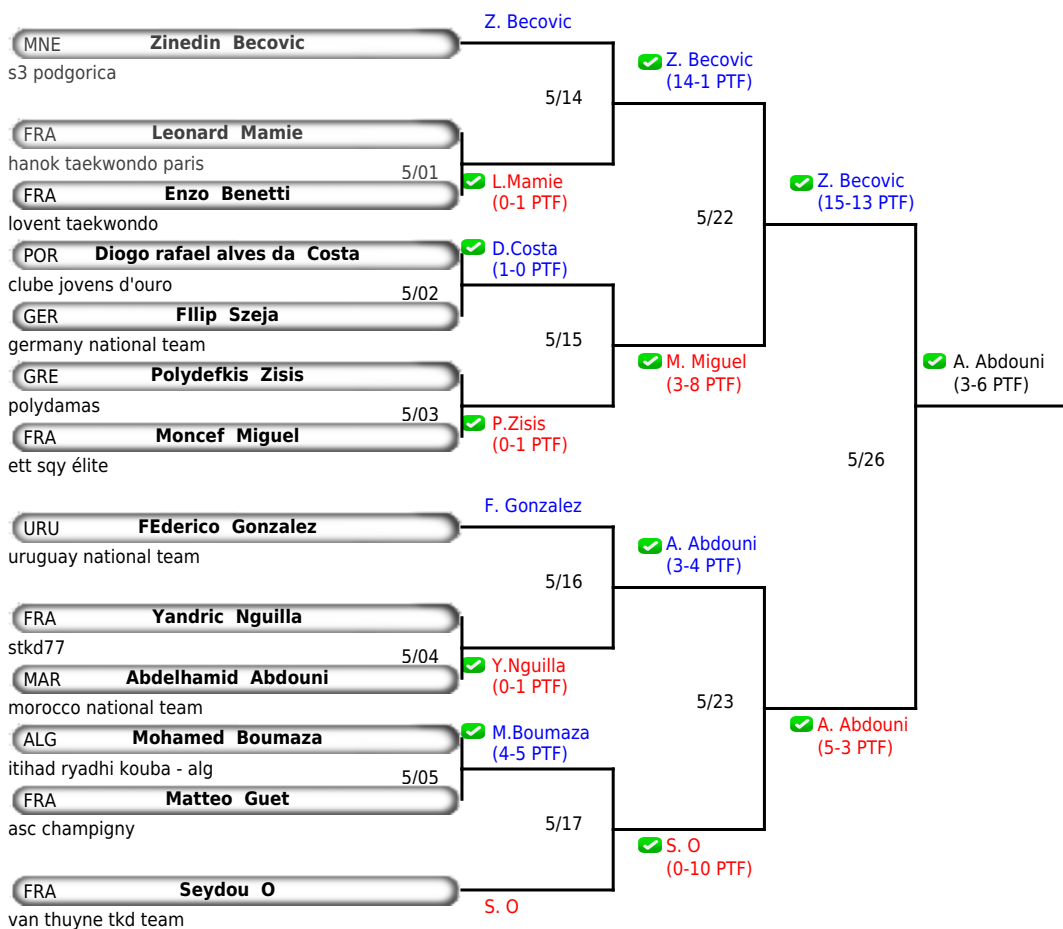 Z. Becovic
MNE Zinedin Becovic
s3 podgorica
Z. Becovic
(14-1 PTF)
5/14
FRA Leonard Mamie
hanok taekwondo paris
5/01
L.Mamie
(0-1 PTF)
FRA Enzo Benetti
lovent taekwondo
Z. Becovic
(15-13 PTF)
5/22
POR Diogo rafael alves da Costa
clube jovens d'ouro
D.Costa
(1-0 PTF)
5/02
GER FIlip Szeja
germany national team
5/15
M. Miguel
(3-8 PTF)
GRE Polydefkis Zisis
polydamas
5/03
P.Zisis
(0-1 PTF)
FRA Moncef Miguel
ett sqy élite
A. Abdouni
(3-6 PTF)
5/26
F. Gonzalez
URU FEderico Gonzalez
uruguay national team
A. Abdouni
(3-4 PTF)
5/16
FRA Yandric Nguilla
stkd77
5/04
Y.Nguilla
(0-1 PTF)
MAR Abdelhamid Abdouni
morocco national team
5/23
A. Abdouni
(5-3 PTF)
ALG Mohamed Boumaza
itihad ryadhi kouba - alg
M.Boumaza
(4-5 PTF)
5/05
FRA Matteo Guet
asc champigny
5/17
S. O
(0-10 PTF)
FRA Seydou O
van thuyne tkd team
S. O